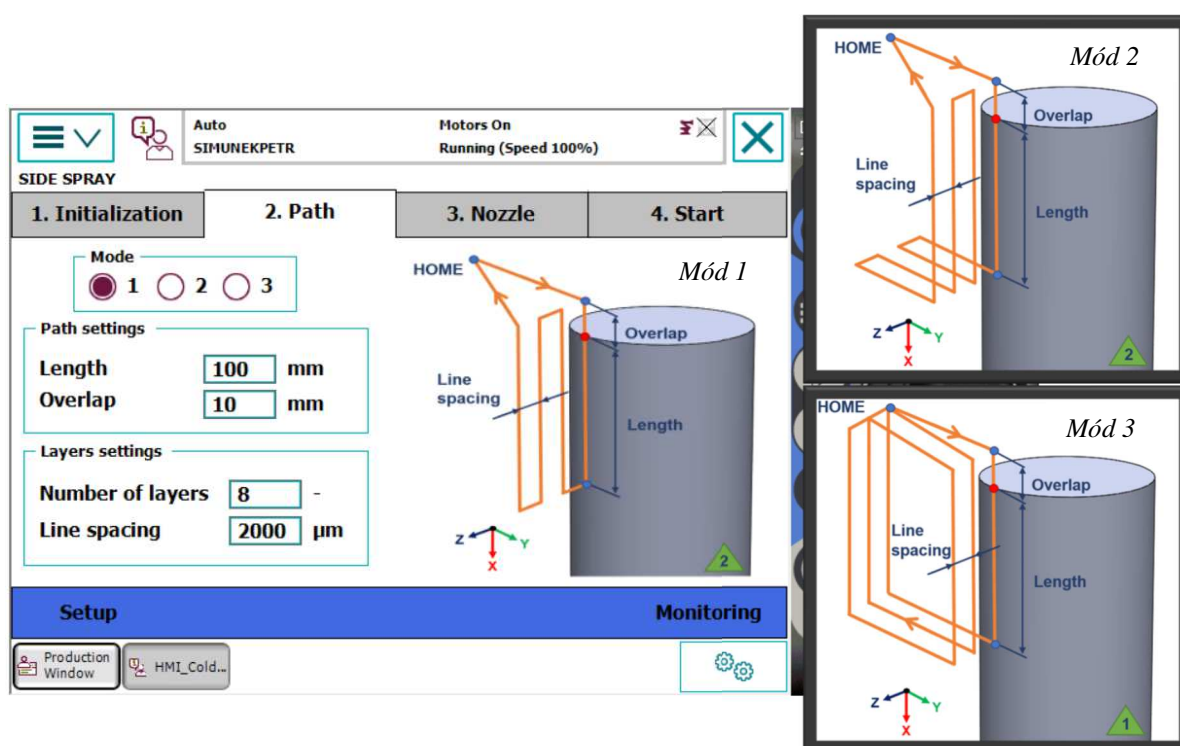 Auto
SIMUNEKPETR
Motors On
Running (Speed 100%)
SIDE SPRAY
1. Initialization
2. Path
3. Nozzle
4. Start
Mode
1
2
3
Path settings
Length 100 mm
Overlap 10 mm
Layers settings
Number of layers 8 -
Line spacing 2000 μm
HOME
Mód 1
Overlap
Line
spacing
Length
Z
Y
X
2
Setup
Monitoring
Production
Window
HMI_Cold...
HOME
Mód 2
Overlap
Line
spacing
Length
Z
Y
X
2
HOME
Mód 3
Overlap
Line
spacing
Length
Z
Y
X
1